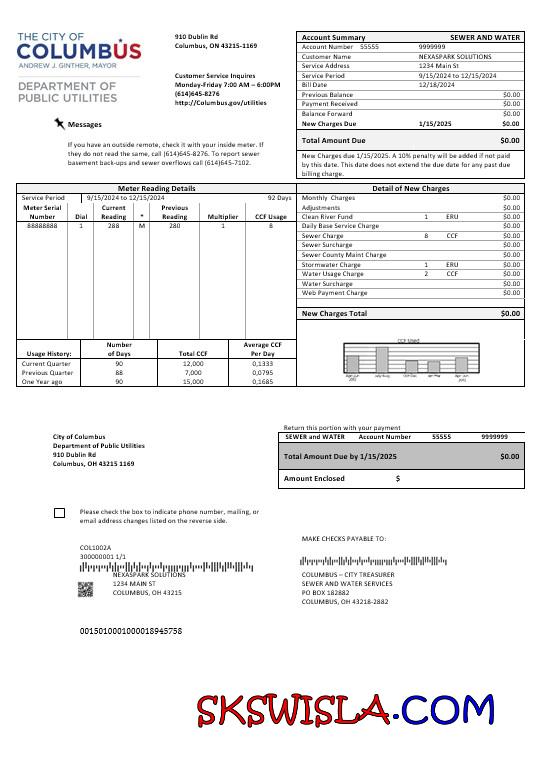 THE CITY OF
COLUMBUS
ANDREW J. GINTHER, MAYOR
DEPARTMENT OF
PUBLIC UTILITIES
910 Dublin Rd
Columbus, ON 43215-1169
Customer Service Inquires
Monday-Friday 7:00 AM – 6:00PM
(614)645-8276
http://Columbus.gov/utilities
Messages
If you have an outside remote, check it with your inside meter. If
they do not read the same, call (614)645-8276. To report sewer
basement back-ups and sewer overflows call (614)645-7102.
Account Summary SEWER AND WATER
Account Number 55555 9999999
Customer Name NEXASPARK SOLUTIONS
Service Address 1234 Main St
Service Period 9/15/2024 to 12/15/2024
Bill Date 12/18/2024
Previous Balance $0.00
Payment Received $0.00
Balance Forward $0.00
New Charges Due 1/15/2025 $0.00
Total Amount Due $0.00
New Charges due 1/15/2025. A 10% penalty will be added if not paid
by this date. This date does not extend the due date for any past due
billing charge.
Meter Reading Details
Service Period 9/15/2024 to 12/15/2024 92 Days
Meter Serial Number Dial Current Reading * Previous Reading Multiplier CCF Usage
88888888 1 288 M 280 1 8
Usage History: Number of Days Total CCF Average CCF Per Day
Current Quarter 90 12,000 0,1333
Previous Quarter 88 7,000 0,0795
One Year ago 90 15,000 0,1685
Detail of New Charges
Monthly Charges $0.00
Adjustments $0.00
Clean River Fund 1 ERU $0.00
Daily Base Service Charge $0.00
Sewer Charge 8 CCF $0.00
Sewer Surcharge $0.00
Sewer County Maint Charge $0.00
Stormwater Charge 1 ERU $0.00
Water Usage Charge 2 CCF $0.00
Water Surcharge $0.00
Web Payment Charge $0.00
New Charges Total $0.00
CCF Used
City of Columbus
Department of Public Utilities
910 Dublin Rd
Columbus, OH 43215 1169
Return this portion with your payment
SEWER and WATER Account Number 55555 9999999
Total Amount Due by 1/15/2025 $0.00
Amount Enclosed $
Please check the box to indicate phone number, mailing, or
email address changes listed on the reverse side.
COL1002A
300000001 1/1
NEXASPARK SOLUTIONS
1234 MAIN ST
COLUMBUS, OH 43215
MAKE CHECKS PAYABLE TO:
COLUMBUS – CITY TREASURER
SEWER AND WATER SERVICES
PO BOX 182882
COLUMBUS, OH 43218-2882
0015010001000018945758
SKSWISLA.COM